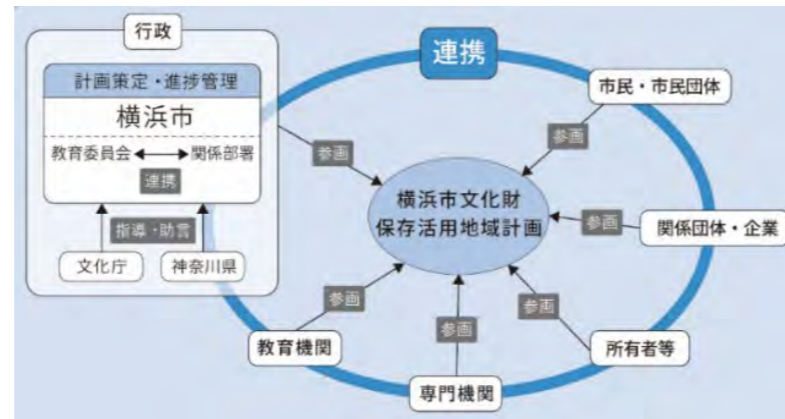 行政
計画策定・進捗管理
横浜市
教育委員会
関係部署
連携
指導・助言
文化庁
神奈川県
連携
市民・市民団体
参画
参画
横浜市文化財
保存活用地域計画
参画
関係団体・企業
参画
参画
参画
教育機関
専門機関
所有者等